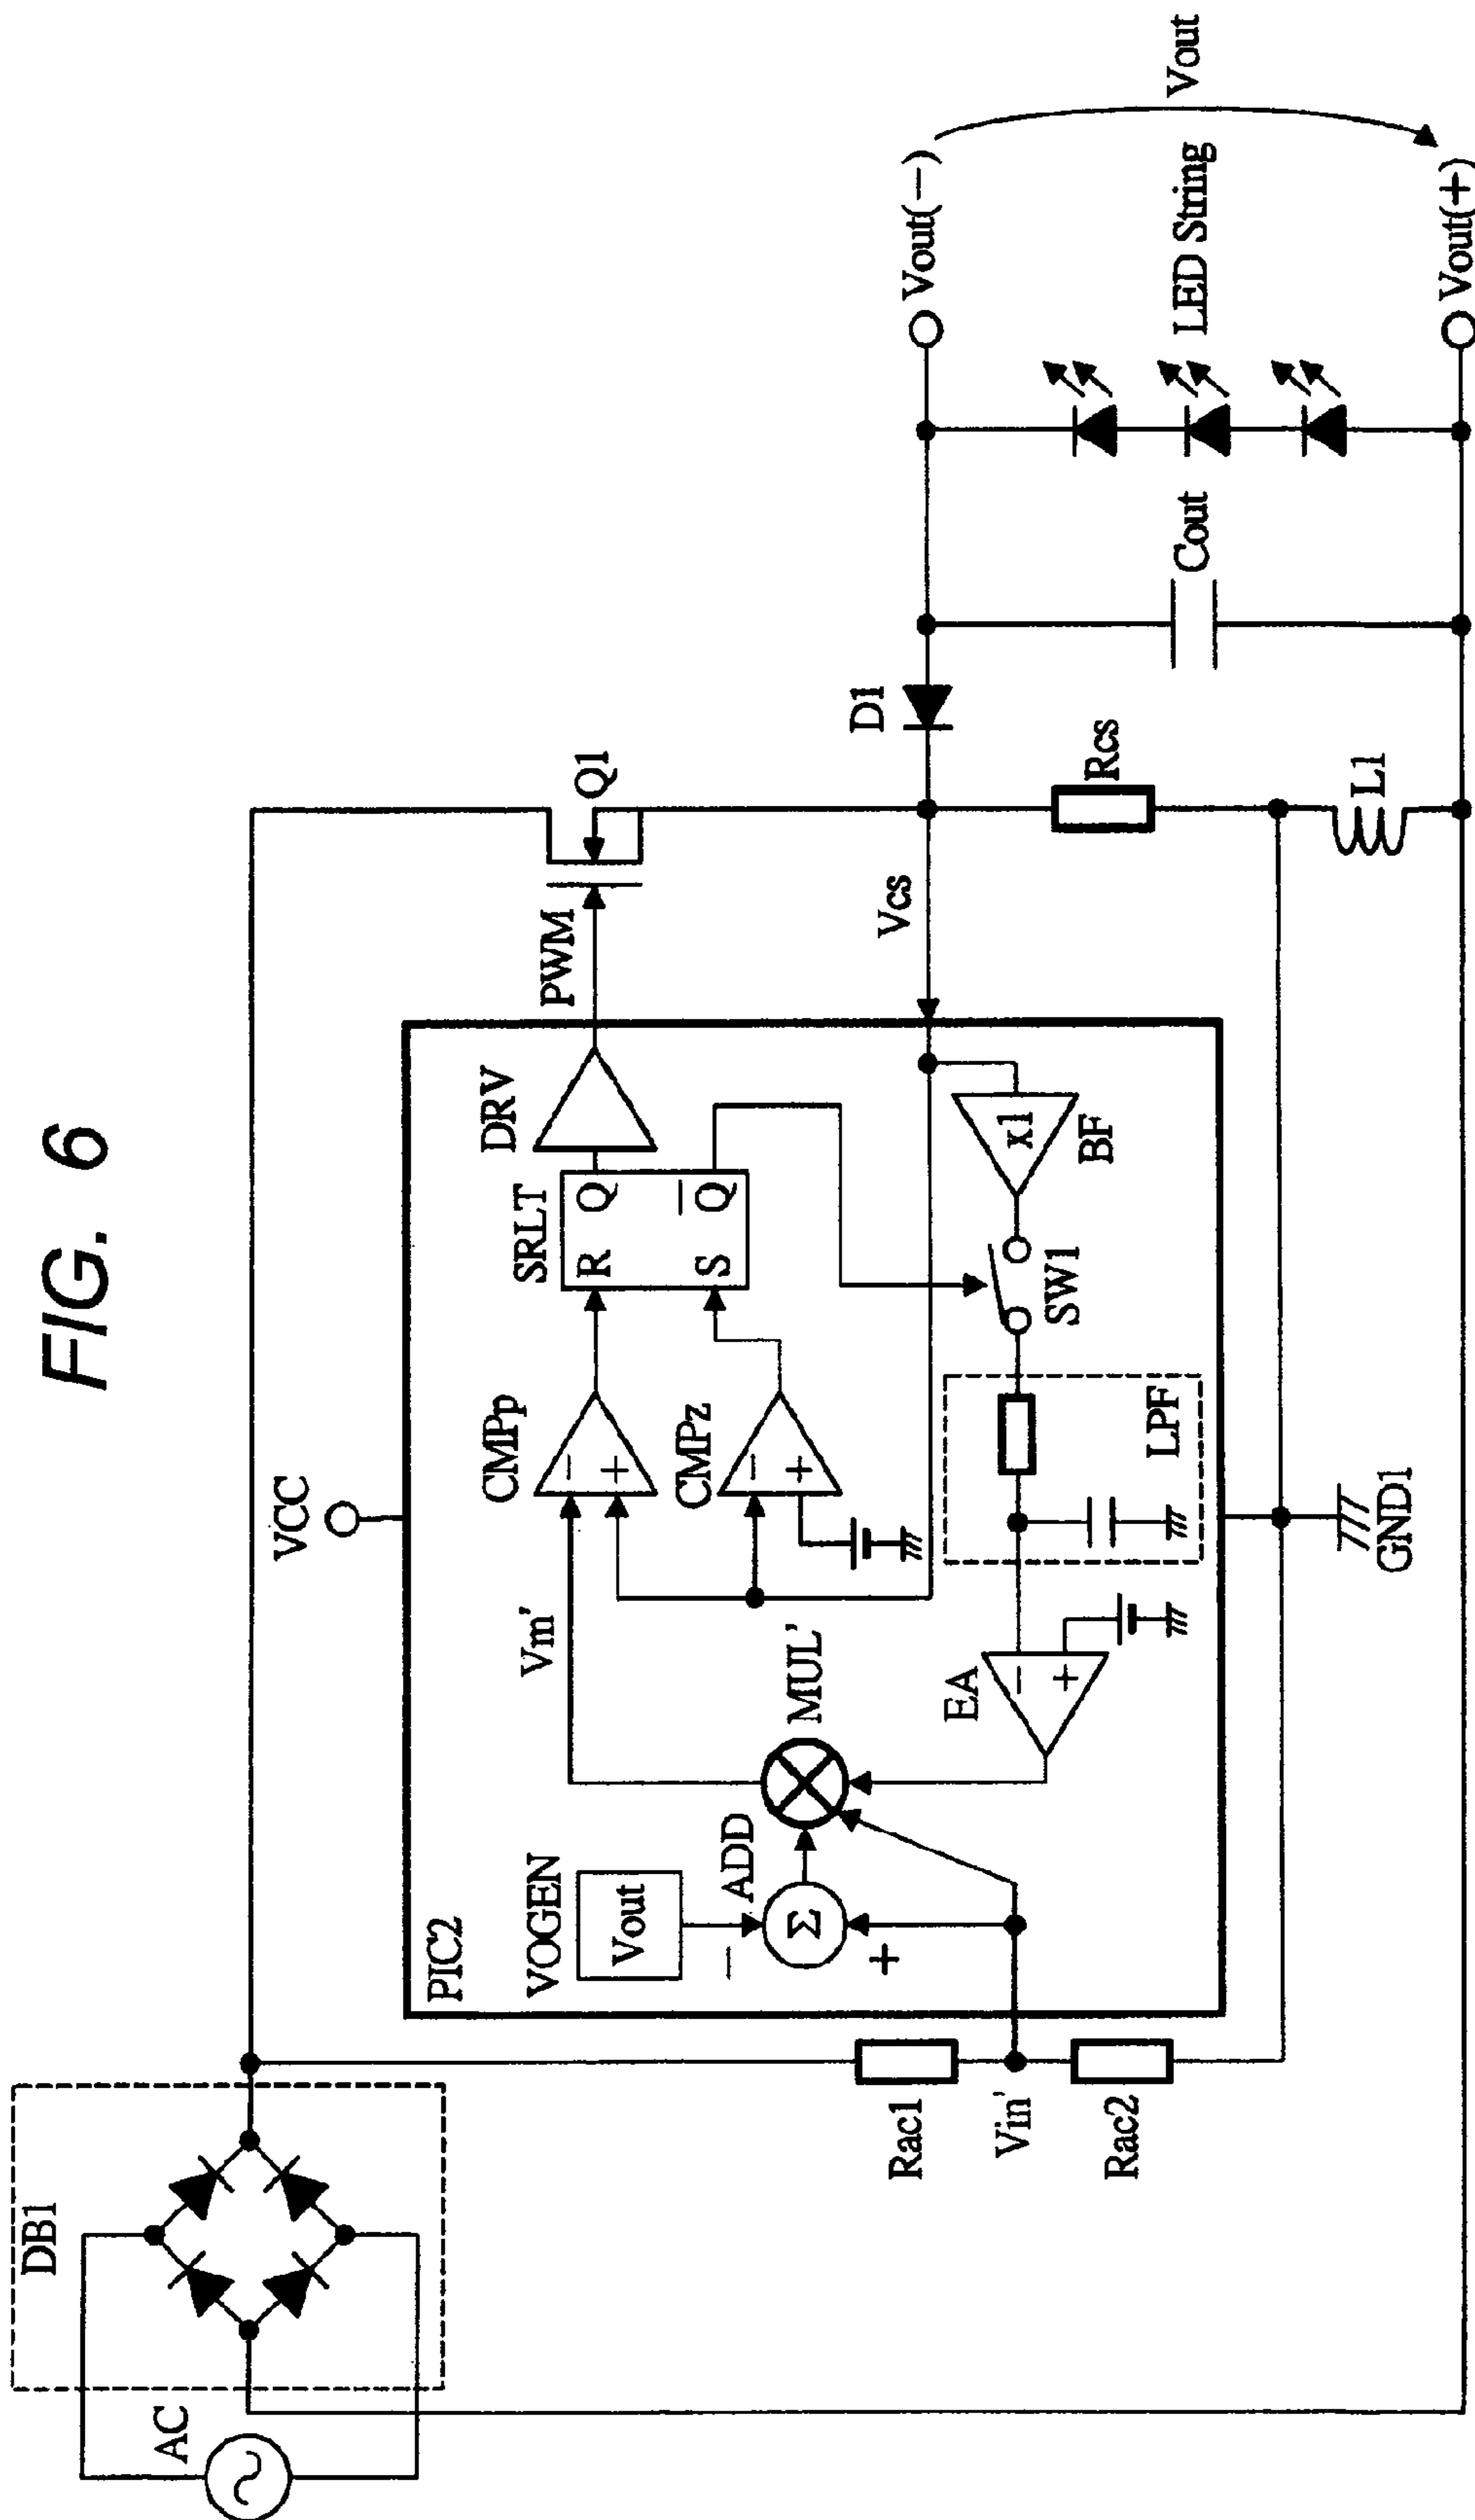 FIG. 6
DB1
AC
VCC
PIC2
VOGEN
Vout
ADD
−
Σ
+
MUL'
Vm'
CMPp
−
+
CMPz
−
+
SRLT
R Q
S Q̅
DRV
PWM
Q1
EA
−
+
LPF
SW1
x1
BF
Vcs
D1
Rcs
L1
Cout
LED String
Vout(−)
Vout(+)
Vout
Rac1
Vin'
Rac2
GND1